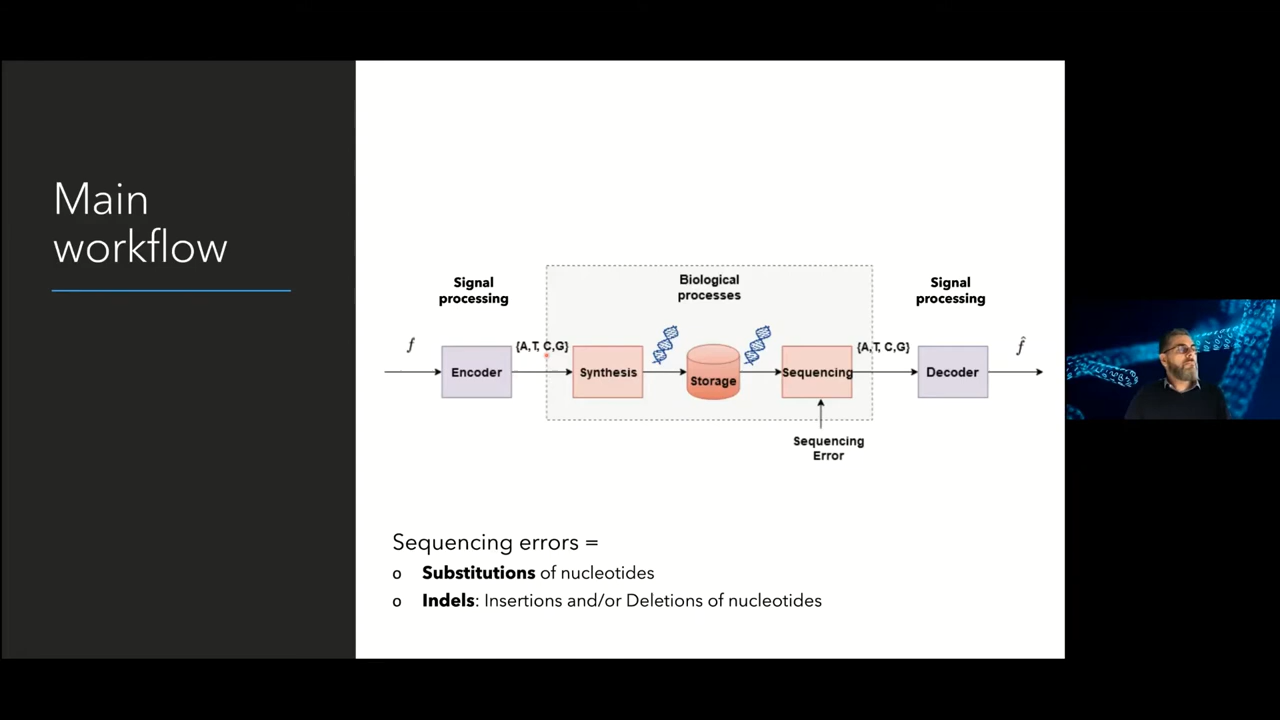 Main
workflow
Signal
processing
Biological
processes
Signal
processing
f
{A,T, C,G}
{A,T, C,G}
f̂
Encoder
Synthesis
Storage
Sequencing
Decoder
Sequencing
Error
Sequencing errors =
o Substitutions of nucleotides
o Indels: Insertions and/or Deletions of nucleotides